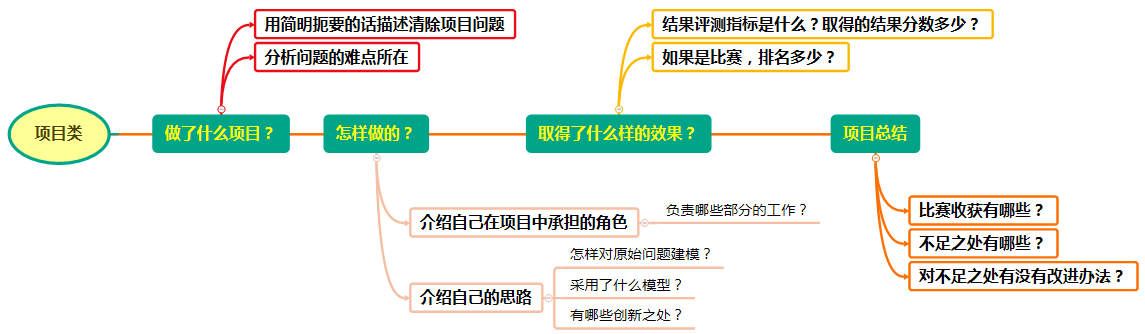 项目类
做了什么项目？
用简明扼要的话描述清除项目问题
分析问题的难点所在
怎样做的？
介绍自己在项目中承担的角色
负责哪些部分的工作？
介绍自己的思路
怎样对原始问题建模？
采用了什么模型？
有哪些创新之处？
取得了什么样的效果？
结果评测指标是什么？取得的结果分数多少？
如果是比赛，排名多少？
项目总结
比赛收获有哪些？
不足之处有哪些？
对不足之处有没有改进办法？